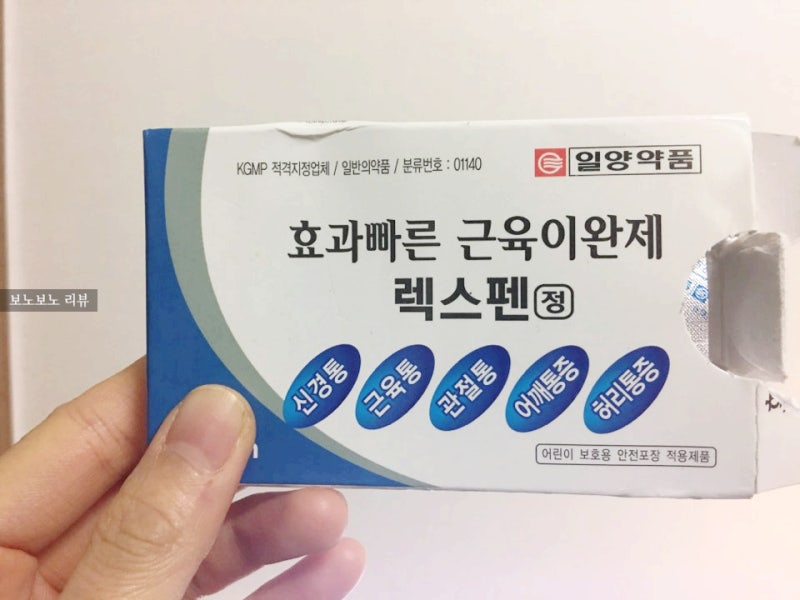 KGMP 적격지정업체 / 일반의약품 / 분류번호 : 01140
일양약품
효과빠른 근육이완제
렉스펜 정
신경통
근육통
관절통
어깨통증
허리통증
어린이 보호용 안전포장 적용제품
보노보노 리뷰